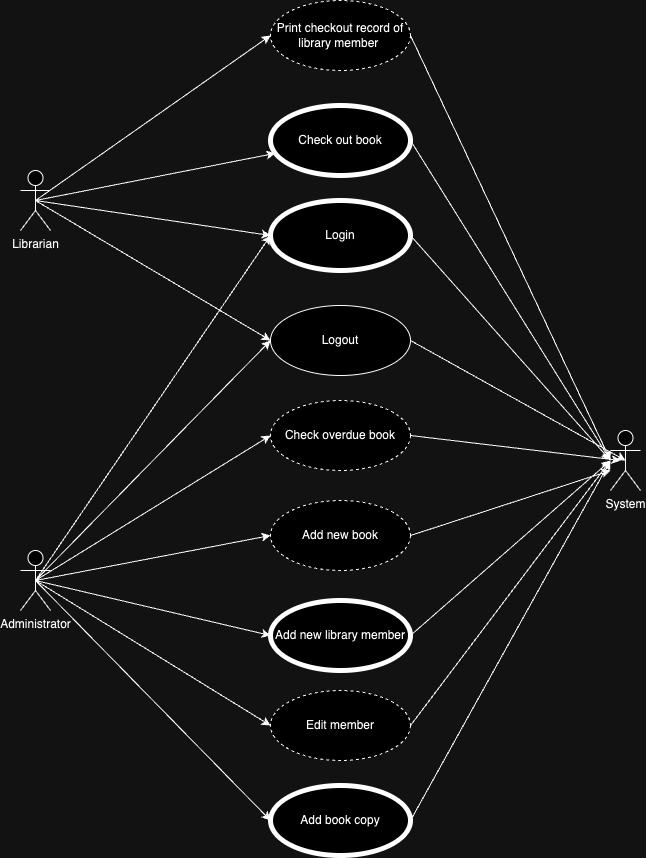 Print checkout record of
library member
Check out book
Librarian
Login
Logout
Check overdue book
System
Add new book
Administrator
Add new library member
Edit member
Add book copy